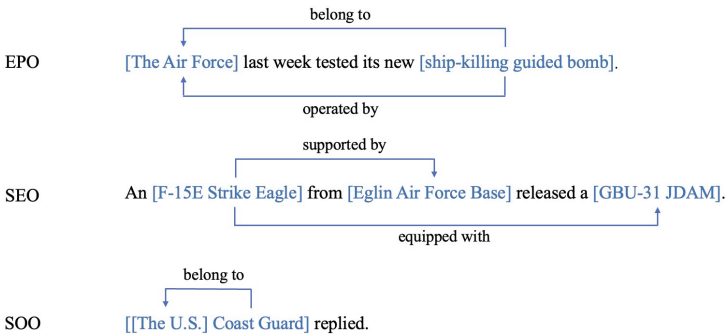 belong to
EPO [The Air Force] last week tested its new [ship-killing guided bomb].
operated by
supported by
SEO An [F-15E Strike Eagle] from [Eglin Air Force Base] released a [GBU-31 JDAM].
equipped with
belong to
SOO [[The U.S.] Coast Guard] replied.